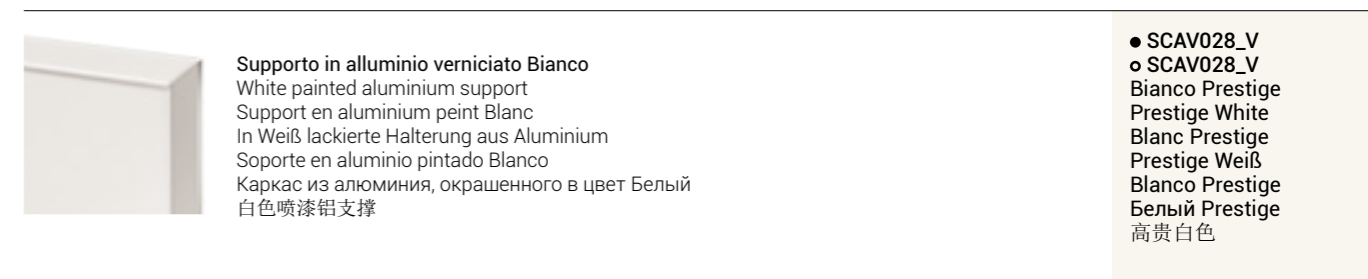 Supporto in alluminio verniciato Bianco
White painted aluminium support
Support en aluminium peint Blanc
In Weiß lackierte Halterung aus Aluminium
Soporte en aluminio pintado Blanco
Каркас из алюминия, окрашенного в цвет Белый
白色喷漆铝支撑
● SCAV028_V
○ SCAV028_V
Bianco Prestige
Prestige White
Blanc Prestige
Prestige Weiß
Blanco Prestige
Белый Prestige
高贵白色